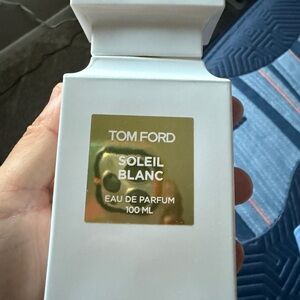 TOM FORD
SOLEIL
BLANC
EAU DE PARFUM
100 ML